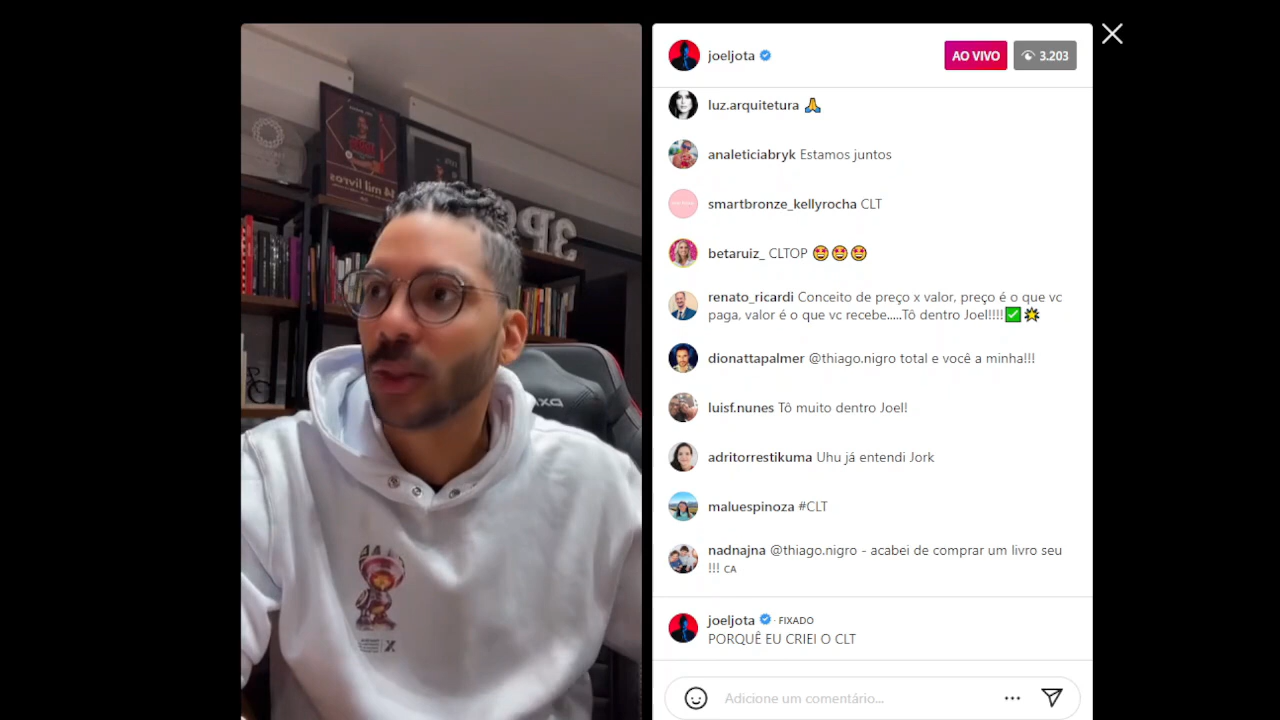 joeljota
AO VIVO
3.203
luz.arquitetura 🙏
analeticiabryk Estamos juntos
smartbronze_kellyrocha CLT
betaruiz_ CLTOP 🤩🤩🤩
renato_ricardi Conceito de preço x valor, preço é o que vc
paga, valor é o que vc recebe.....Tô dentro Joel!!!!✅🌟
dionattapalmer @thiago.nigro total e você a minha!!!
luisf.nunes Tô muito dentro Joel!
adritorrestikuma Uhu já entendi Jork
maluespinoza #CLT
nadnajna @thiago.nigro - acabei de comprar um livro seu
!!! CA
joeljota · FIXADO
PORQUÊ EU CRIEI O CLT
Adicione um comentário...
14 mil livros